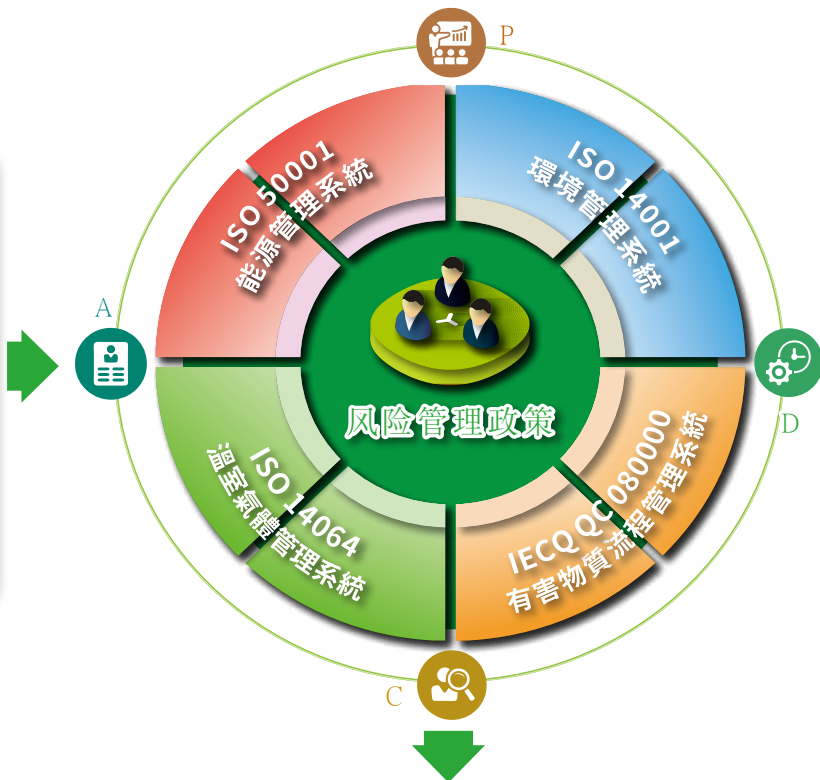 P
ISO 50001
能源管理系統
ISO 14001
環境管理系統
A
风险管理政策
D
ISO 14064
溫室氣體管理系統
IECQ QC 080000
有害物質流程管理系統
C